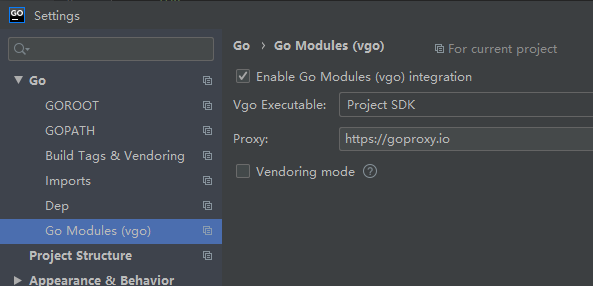 GO
Settings
Go
GOROOT
GOPATH
Build Tags & Vendoring
Imports
Dep
Go Modules (vgo)
Project Structure
Appearance & Behavior
Go › Go Modules (vgo) For current project
Enable Go Modules (vgo) integration
Vgo Executable: Project SDK
Proxy: https://goproxy.io
Vendoring mode ?